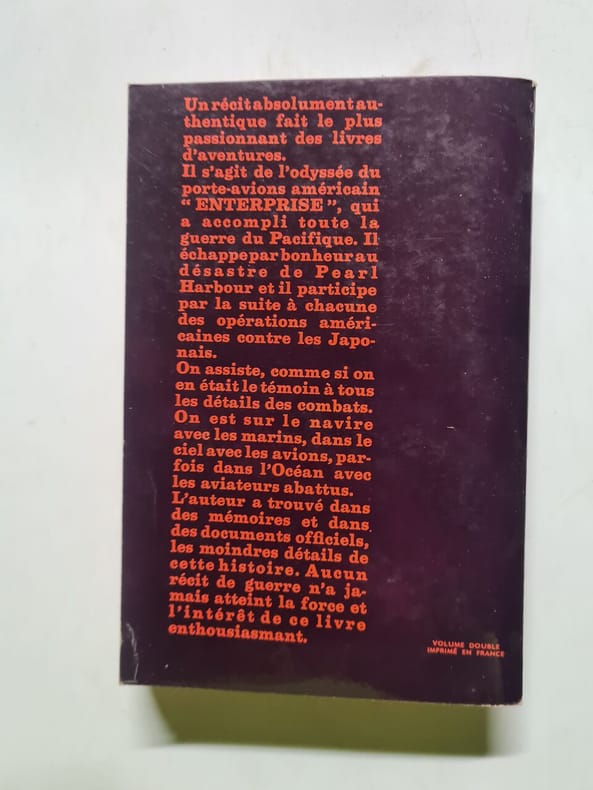 Un récit absolument au-
thentique fait le plus
passionnant des livres
d'aventures.
Il s'agit de l'odyssée du
porte-avions américain
“ ENTERPRISE ”, qui
a accompli toute la
guerre du Pacifique. Il
échappe par bonheur au
désastre de Pearl
Harbour et il participe
par la suite à chacune
des opérations améri-
caines contre les Japo-
nais.
On assiste, comme si on
en était le témoin à tous
les détails des combats.
On est sur le navire
avec les marins, dans le
ciel avec les avions, par-
fois dans l'Océan avec
les aviateurs abattus.
L'auteur a trouvé dans
des mémoires et dans
des documents officiels,
les moindres détails de
cette histoire. Aucun
récit de guerre n'a ja-
mais atteint la force et
l'intérêt de ce livre
enthousiasmant.
VOLUME DOUBLE
IMPRIMÉ EN FRANCE